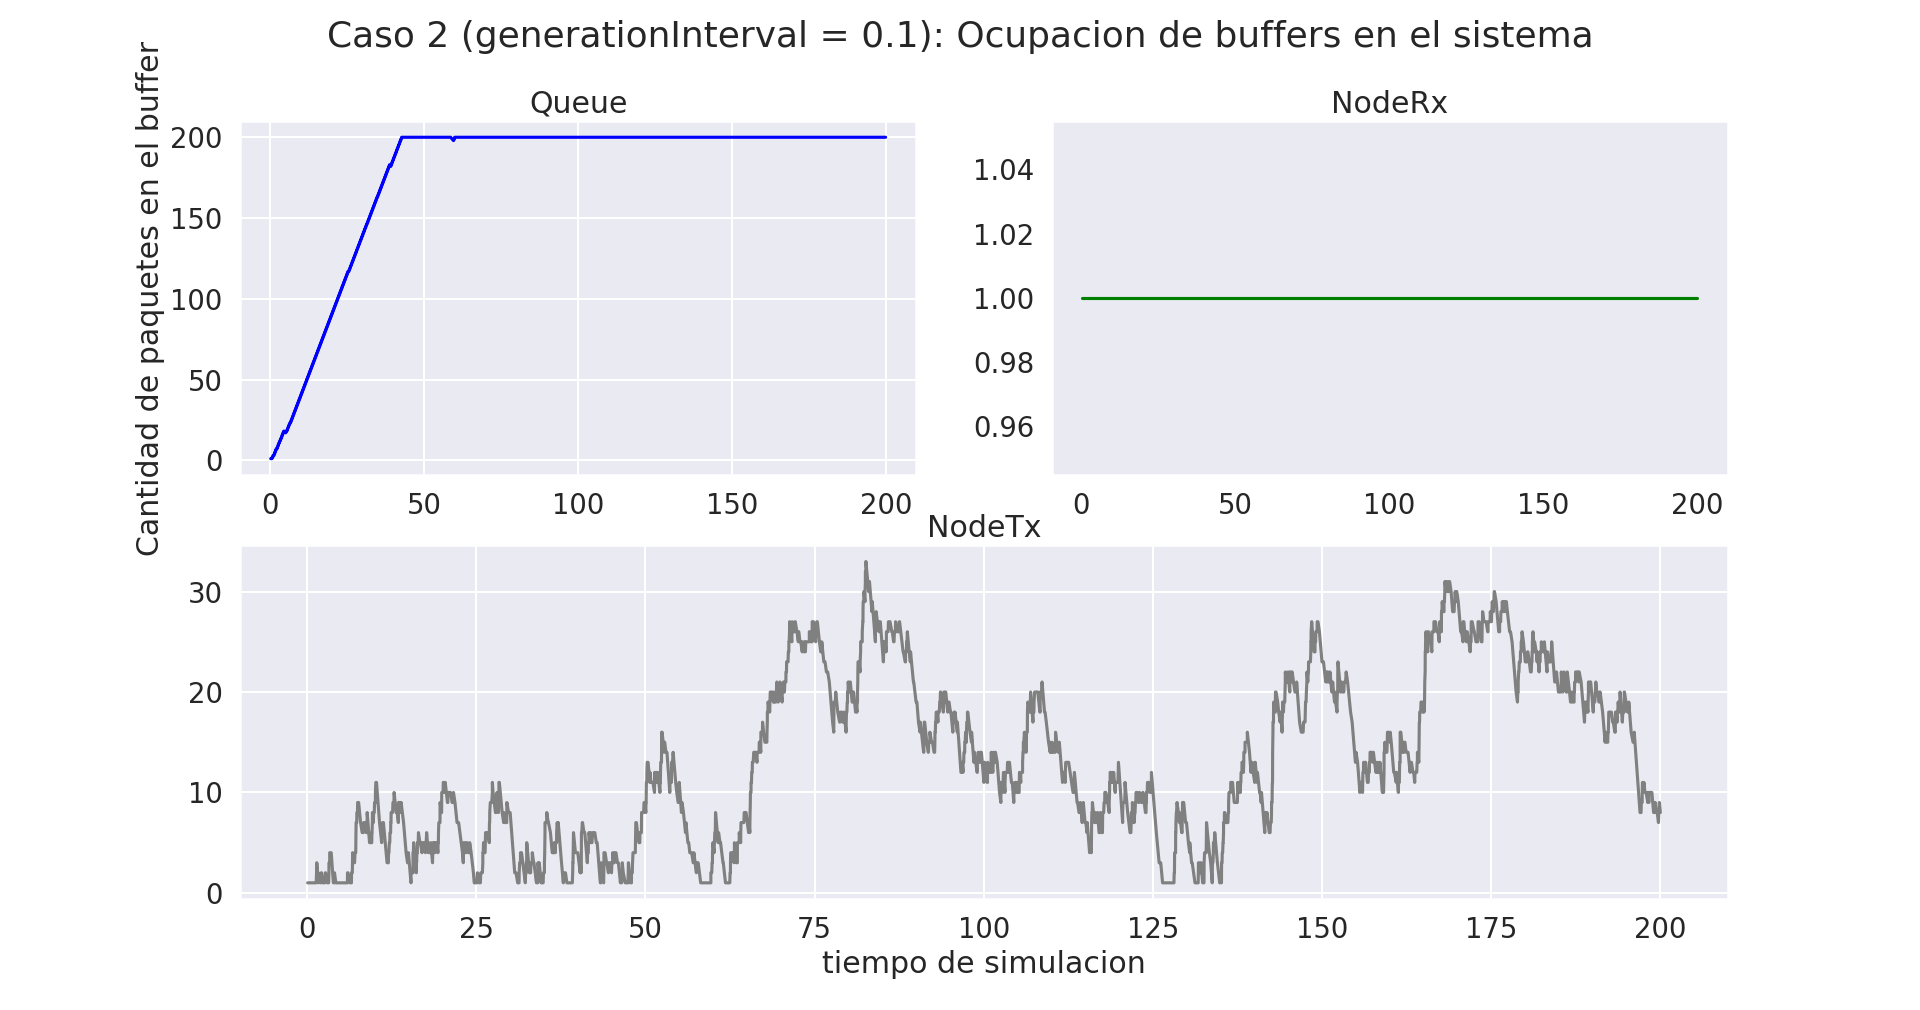 Caso 2 (generationInterval = 0.1): Ocupacion de buffers en el sistema
Cantidad de paquetes en el buffer
Queue
200
150
100
50
0
0 50 100 150 200
NodeRx
1.04
1.02
1.00
0.98
0.96
0 50 100 150 200
NodeTx
30
20
10
0
0 25 50 75 100 125 150 175 200
tiempo de simulacion